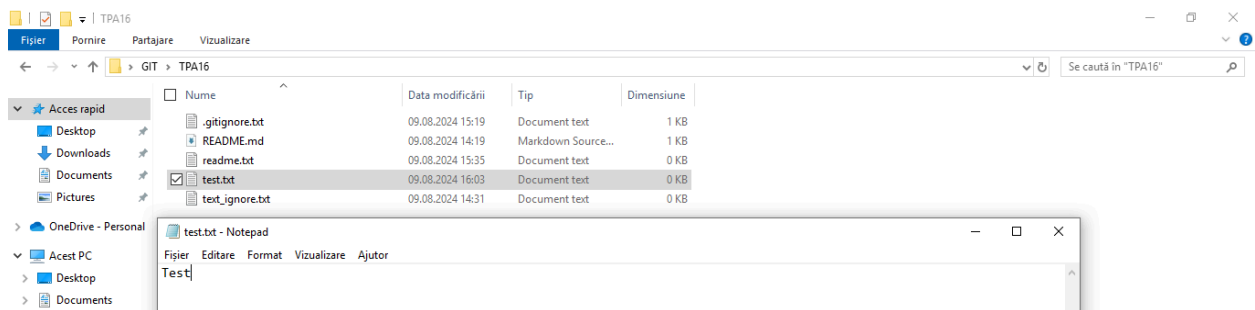 TPA16
Fișier Pornire Partajare Vizualizare
GIT TPA16 Se caută în "TPA16"
Nume Data modificării Tip Dimensiune
Acces rapid
.gitignore.txt 09.08.2024 15:19 Document text 1 KB
Desktop
README.md 09.08.2024 14:19 Markdown Source... 1 KB
Downloads
readme.txt 09.08.2024 15:35 Document text 0 KB
Documents
test.txt 09.08.2024 16:03 Document text 0 KB
Pictures
text_ignore.txt 09.08.2024 14:31 Document text 0 KB
OneDrive - Personal
Acest PC
Desktop
Documents
test.txt - Notepad
Fișier Editare Format Vizualizare Ajutor
Test